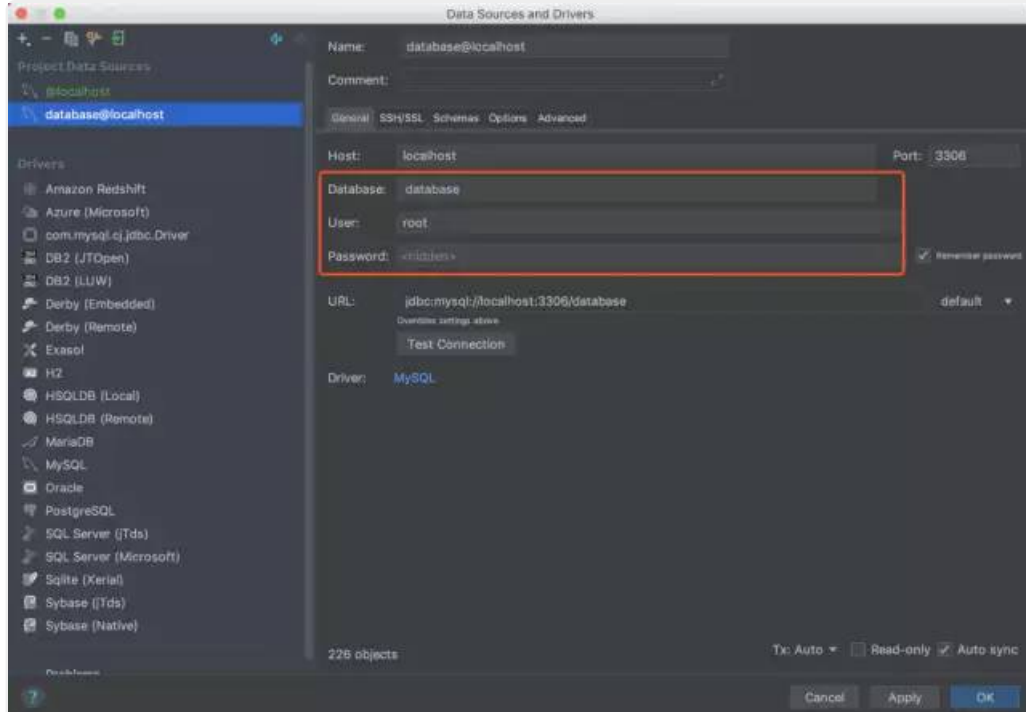 Data Sources and Drivers
Project Data Sources
@localhost
database@localhost
Drivers
Amazon Redshift
Azure (Microsoft)
com.mysql.cj.jdbc.Driver
DB2 (JTOpen)
DB2 (LUW)
Derby (Embedded)
Derby (Remote)
Exasol
H2
HSQLDB (Local)
HSQLDB (Remote)
MariaDB
MySQL
Oracle
PostgreSQL
SQL Server (jTds)
SQL Server (Microsoft)
Sqlite (Xerial)
Sybase (jTds)
Sybase (Native)
Problems
?
Name: database@localhost
Comment:
General SSH/SSL Schemas Options Advanced
Host: localhost Port: 3306
Database: database
User: root
Password: <hidden> Remember password
URL: jdbc:mysql://localhost:3306/database default
Overrides settings above
Test Connection
Driver: MySQL
226 objects Tx: Auto Read-only Auto sync
Cancel Apply OK